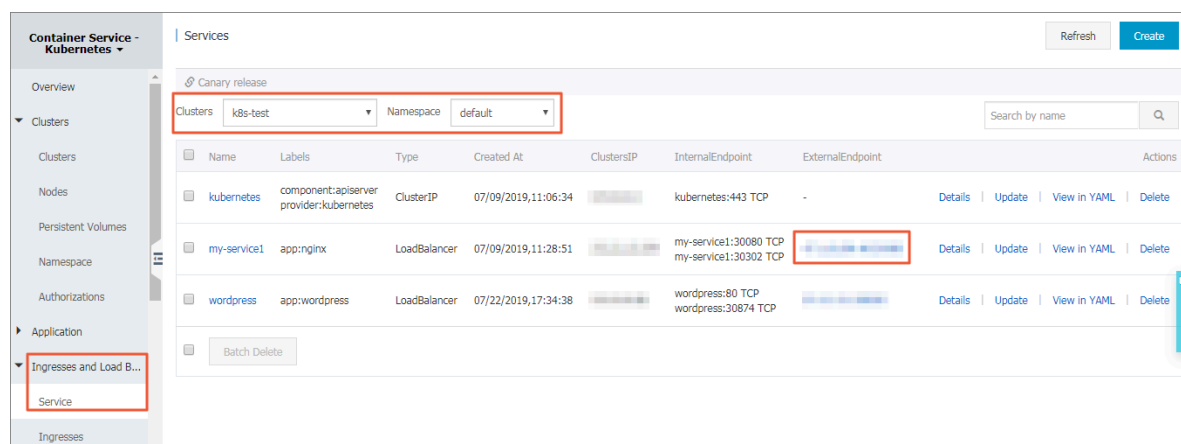 Container Service -
Kubernetes
Services
Refresh
Create
Overview
Canary release
Clusters
Clusters
k8s-test
Namespace
default
Search by name
Clusters
Name
Labels
Type
Created At
ClustersIP
InternalEndpoint
ExternalEndpoint
Actions
Nodes
kubernetes
component:apiserver
provider:kubernetes
ClusterIP
07/09/2019,11:06:34
kubernetes:443 TCP
-
Details | Update | View in YAML | Delete
Persistent Volumes
Namespace
my-service1
app:nginx
LoadBalancer
07/09/2019,11:28:51
my-service1:30080 TCP
my-service1:30302 TCP
Details | Update | View in YAML | Delete
Authorizations
wordpress
app:wordpress
LoadBalancer
07/22/2019,17:34:38
wordpress:80 TCP
wordpress:30874 TCP
Details | Update | View in YAML | Delete
Application
Batch Delete
Ingresses and Load B...
Service
Ingresses